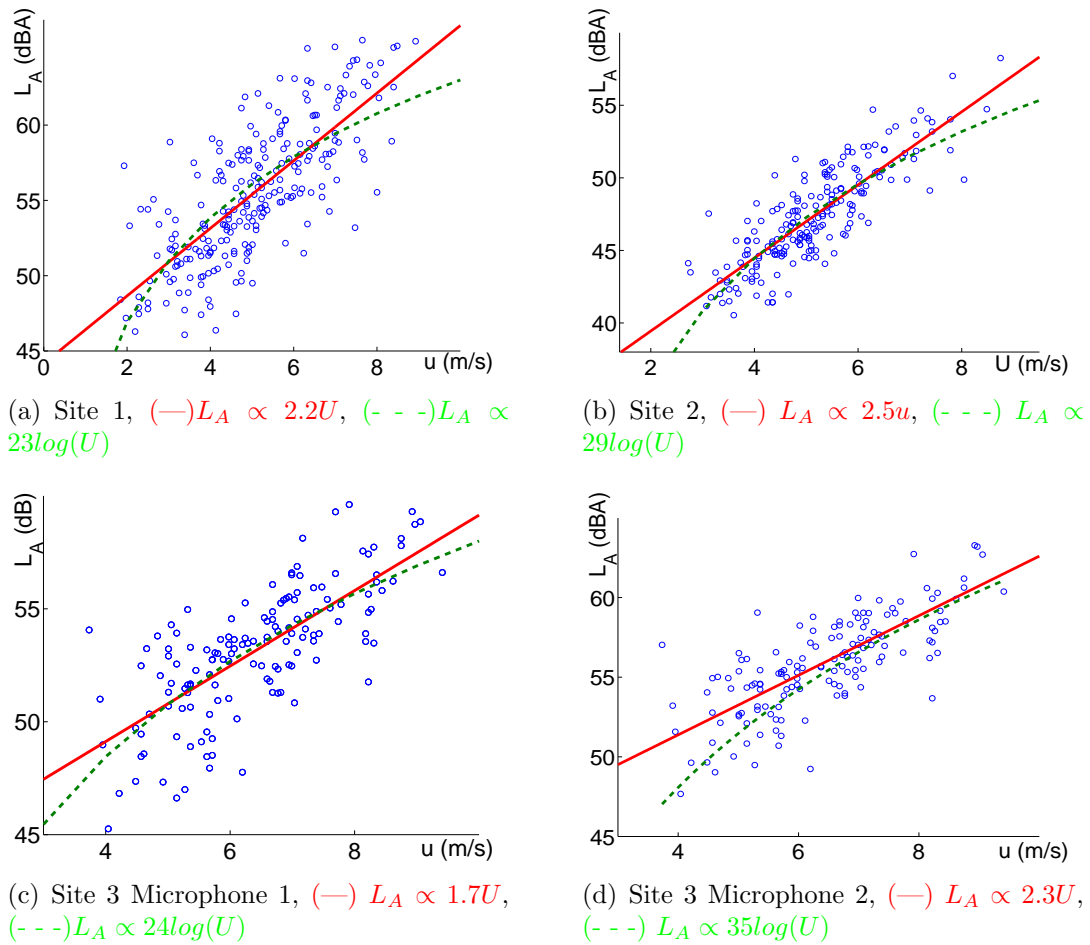 L_A (dBA)
60
55
50
45
0 2 4 6 8
u (m/s)
(a) Site 1, (—)L_A ∝ 2.2U, (- - -)L_A ∝
23log(U)
L_A (dBA)
55
50
45
40
2 4 6 8
U (m/s)
(b) Site 2, (—) L_A ∝ 2.5u, (- - -) L_A ∝
29log(U)
L_A (dB)
55
50
45
4 6 8
u (m/s)
(c) Site 3 Microphone 1, (—) L_A ∝ 1.7U,
(- - -)L_A ∝ 24log(U)
L_A (dBA)
60
55
50
45
4 6 8
u (m/s)
(d) Site 3 Microphone 2, (—) L_A ∝ 2.3U,
(- - -) L_A ∝ 35log(U)